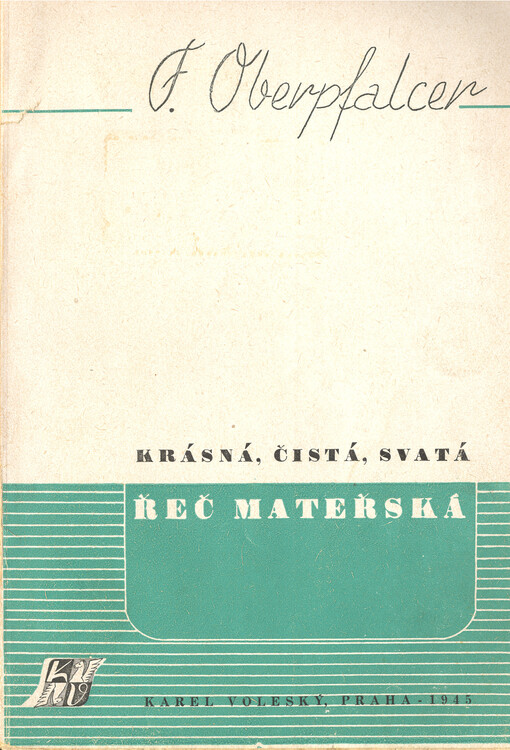 F. Oberpfalcer
KRÁSNÁ, ČISTÁ, SVATÁ
ŘEČ MATEŘSKÁ
KAREL VOLESKÝ, PRAHA - 1945